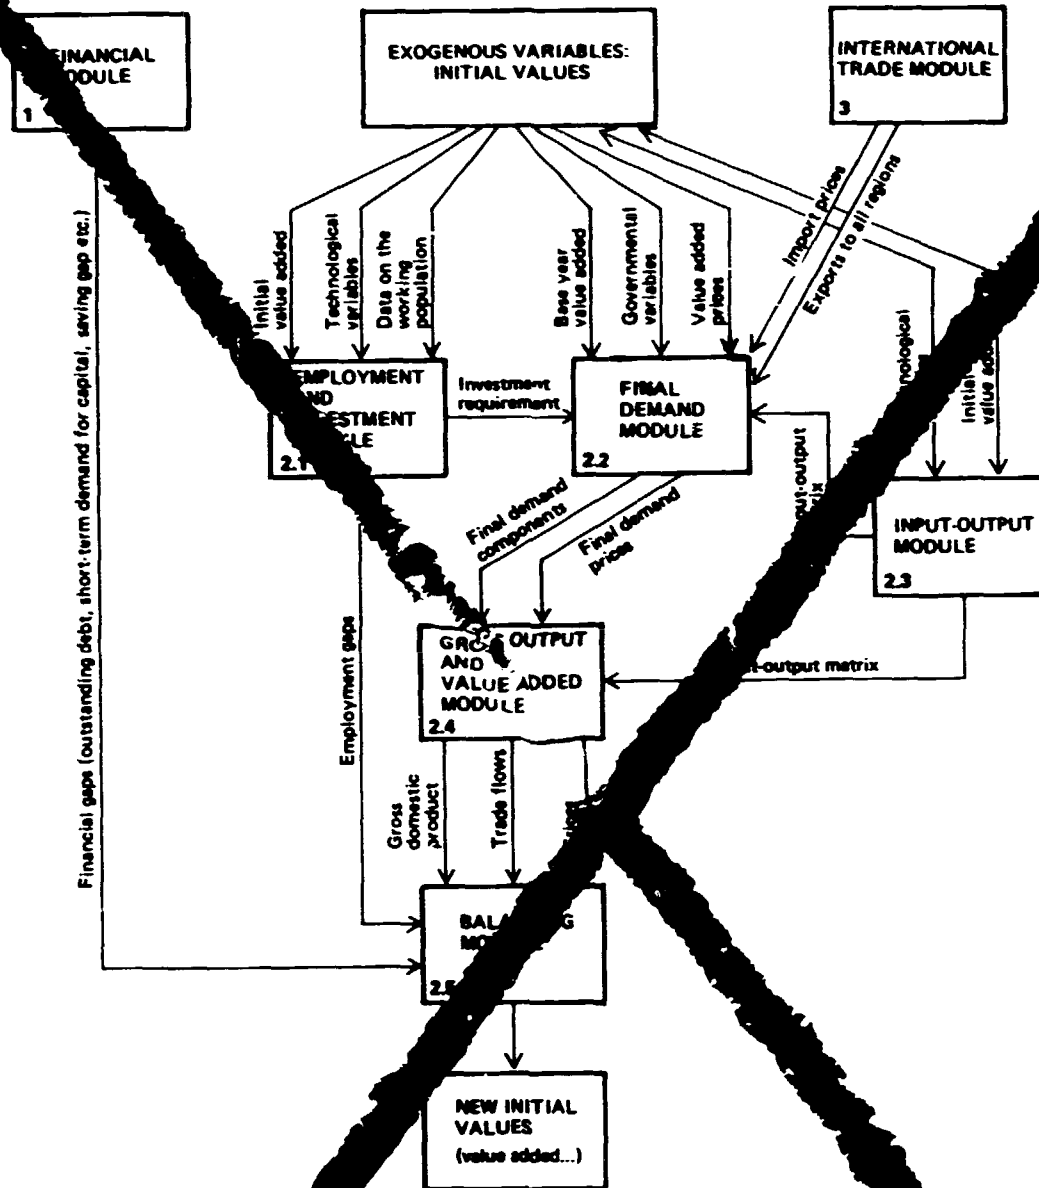 FINANCIAL
1
EXOGENOUS VARIABLES:
INITIAL VALUES
INTERNATIONAL
TRADE MODULE
3
Financial gaps (outstanding debt, short-term demand for capital, saving gap etc.)
Initial
value added
Technological
variables
Data on the
working
population
Base year
value added
Governmental
variables
Value added
prices
Import prices
Exports to all regions
Initial
EMPLOYMENT
2.1
Investment
requirement
FINAL
DEMAND
MODULE
2.2
INPUT-OUTPUT
MODULE
2.3
Final demand
components
Final demand
prices
Employment gaps
OUTPUT
AND
VALUE ADDED
MODULE
2.4
matrix
Gross
domestic
product
Trade flows
NEW INITIAL
VALUES
(value added...)